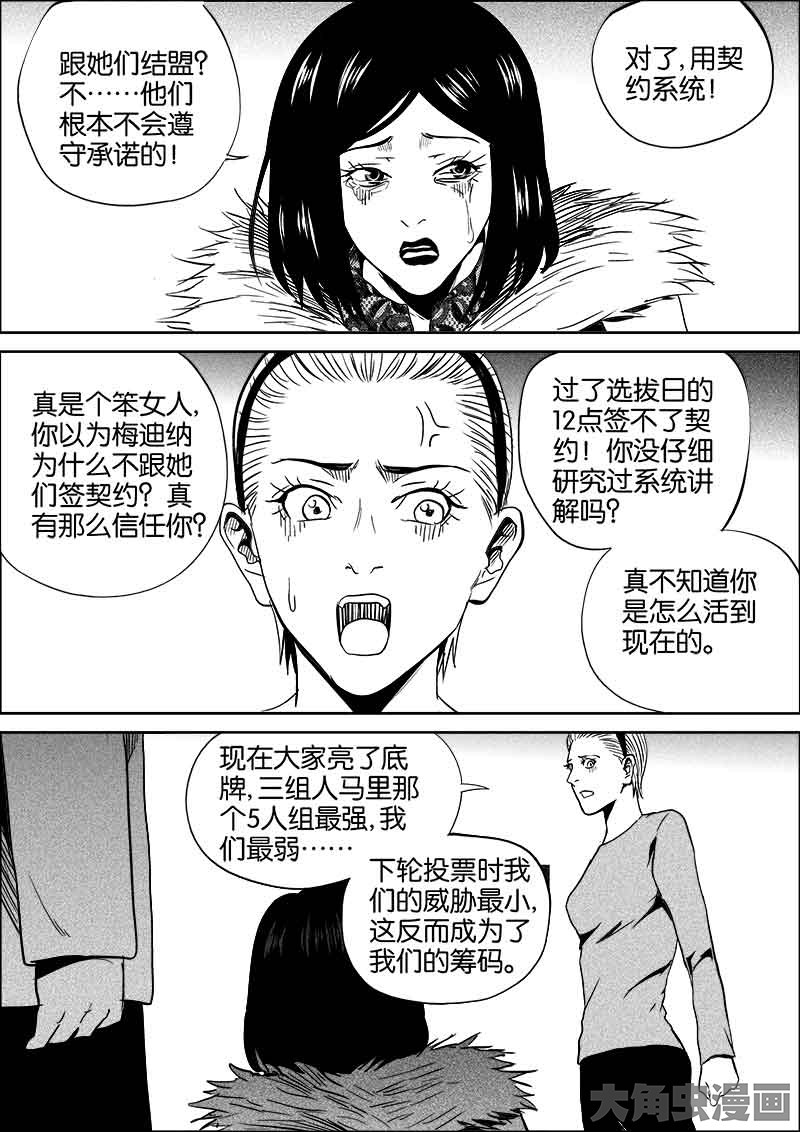 跟她们结盟?
不……他们
根本不会遵
守承诺的!
对了,用契
约系统!
真是个笨女人,
你以为梅迪纳
为什么不跟她
们签契约?真
有那么信任你?
过了选拔日的
12点签不了契
约!你没仔细
研究过系统讲
解吗?
真不知道你
是怎么活到
现在的。
现在大家亮了底
牌,三组人马里那
个5人组最强,我
们最弱……
下轮投票时我
们的威胁最小,
这反而成为了
我们的筹码。
大角虫漫画